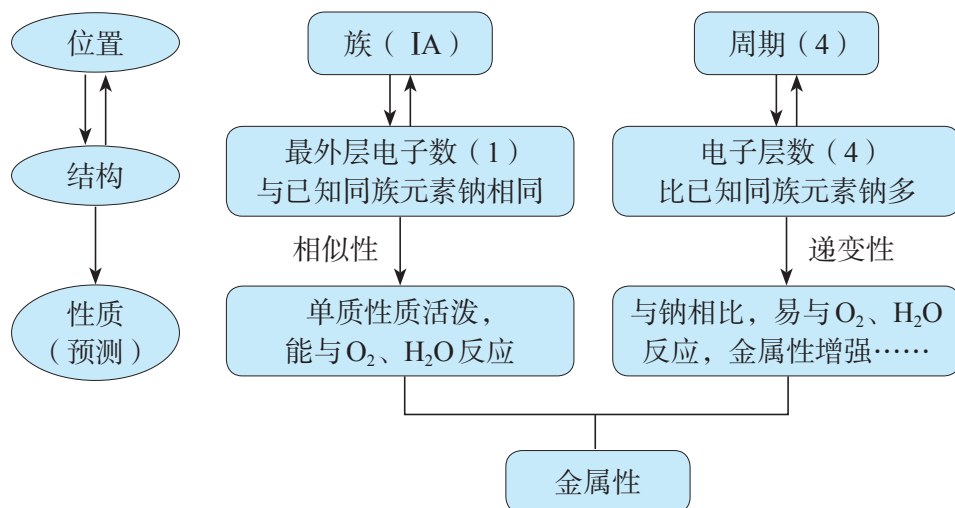 位置
族（ⅠA）
周期（4）
结构
最外层电子数（1）
与已知同族元素钠相同
电子层数（4）
比已知同族元素钠多
相似性
递变性
性质
（预测）
单质性质活泼，
能与O₂、H₂O反应
与钠相比，易与O₂、H₂O
反应，金属性增强……
金属性